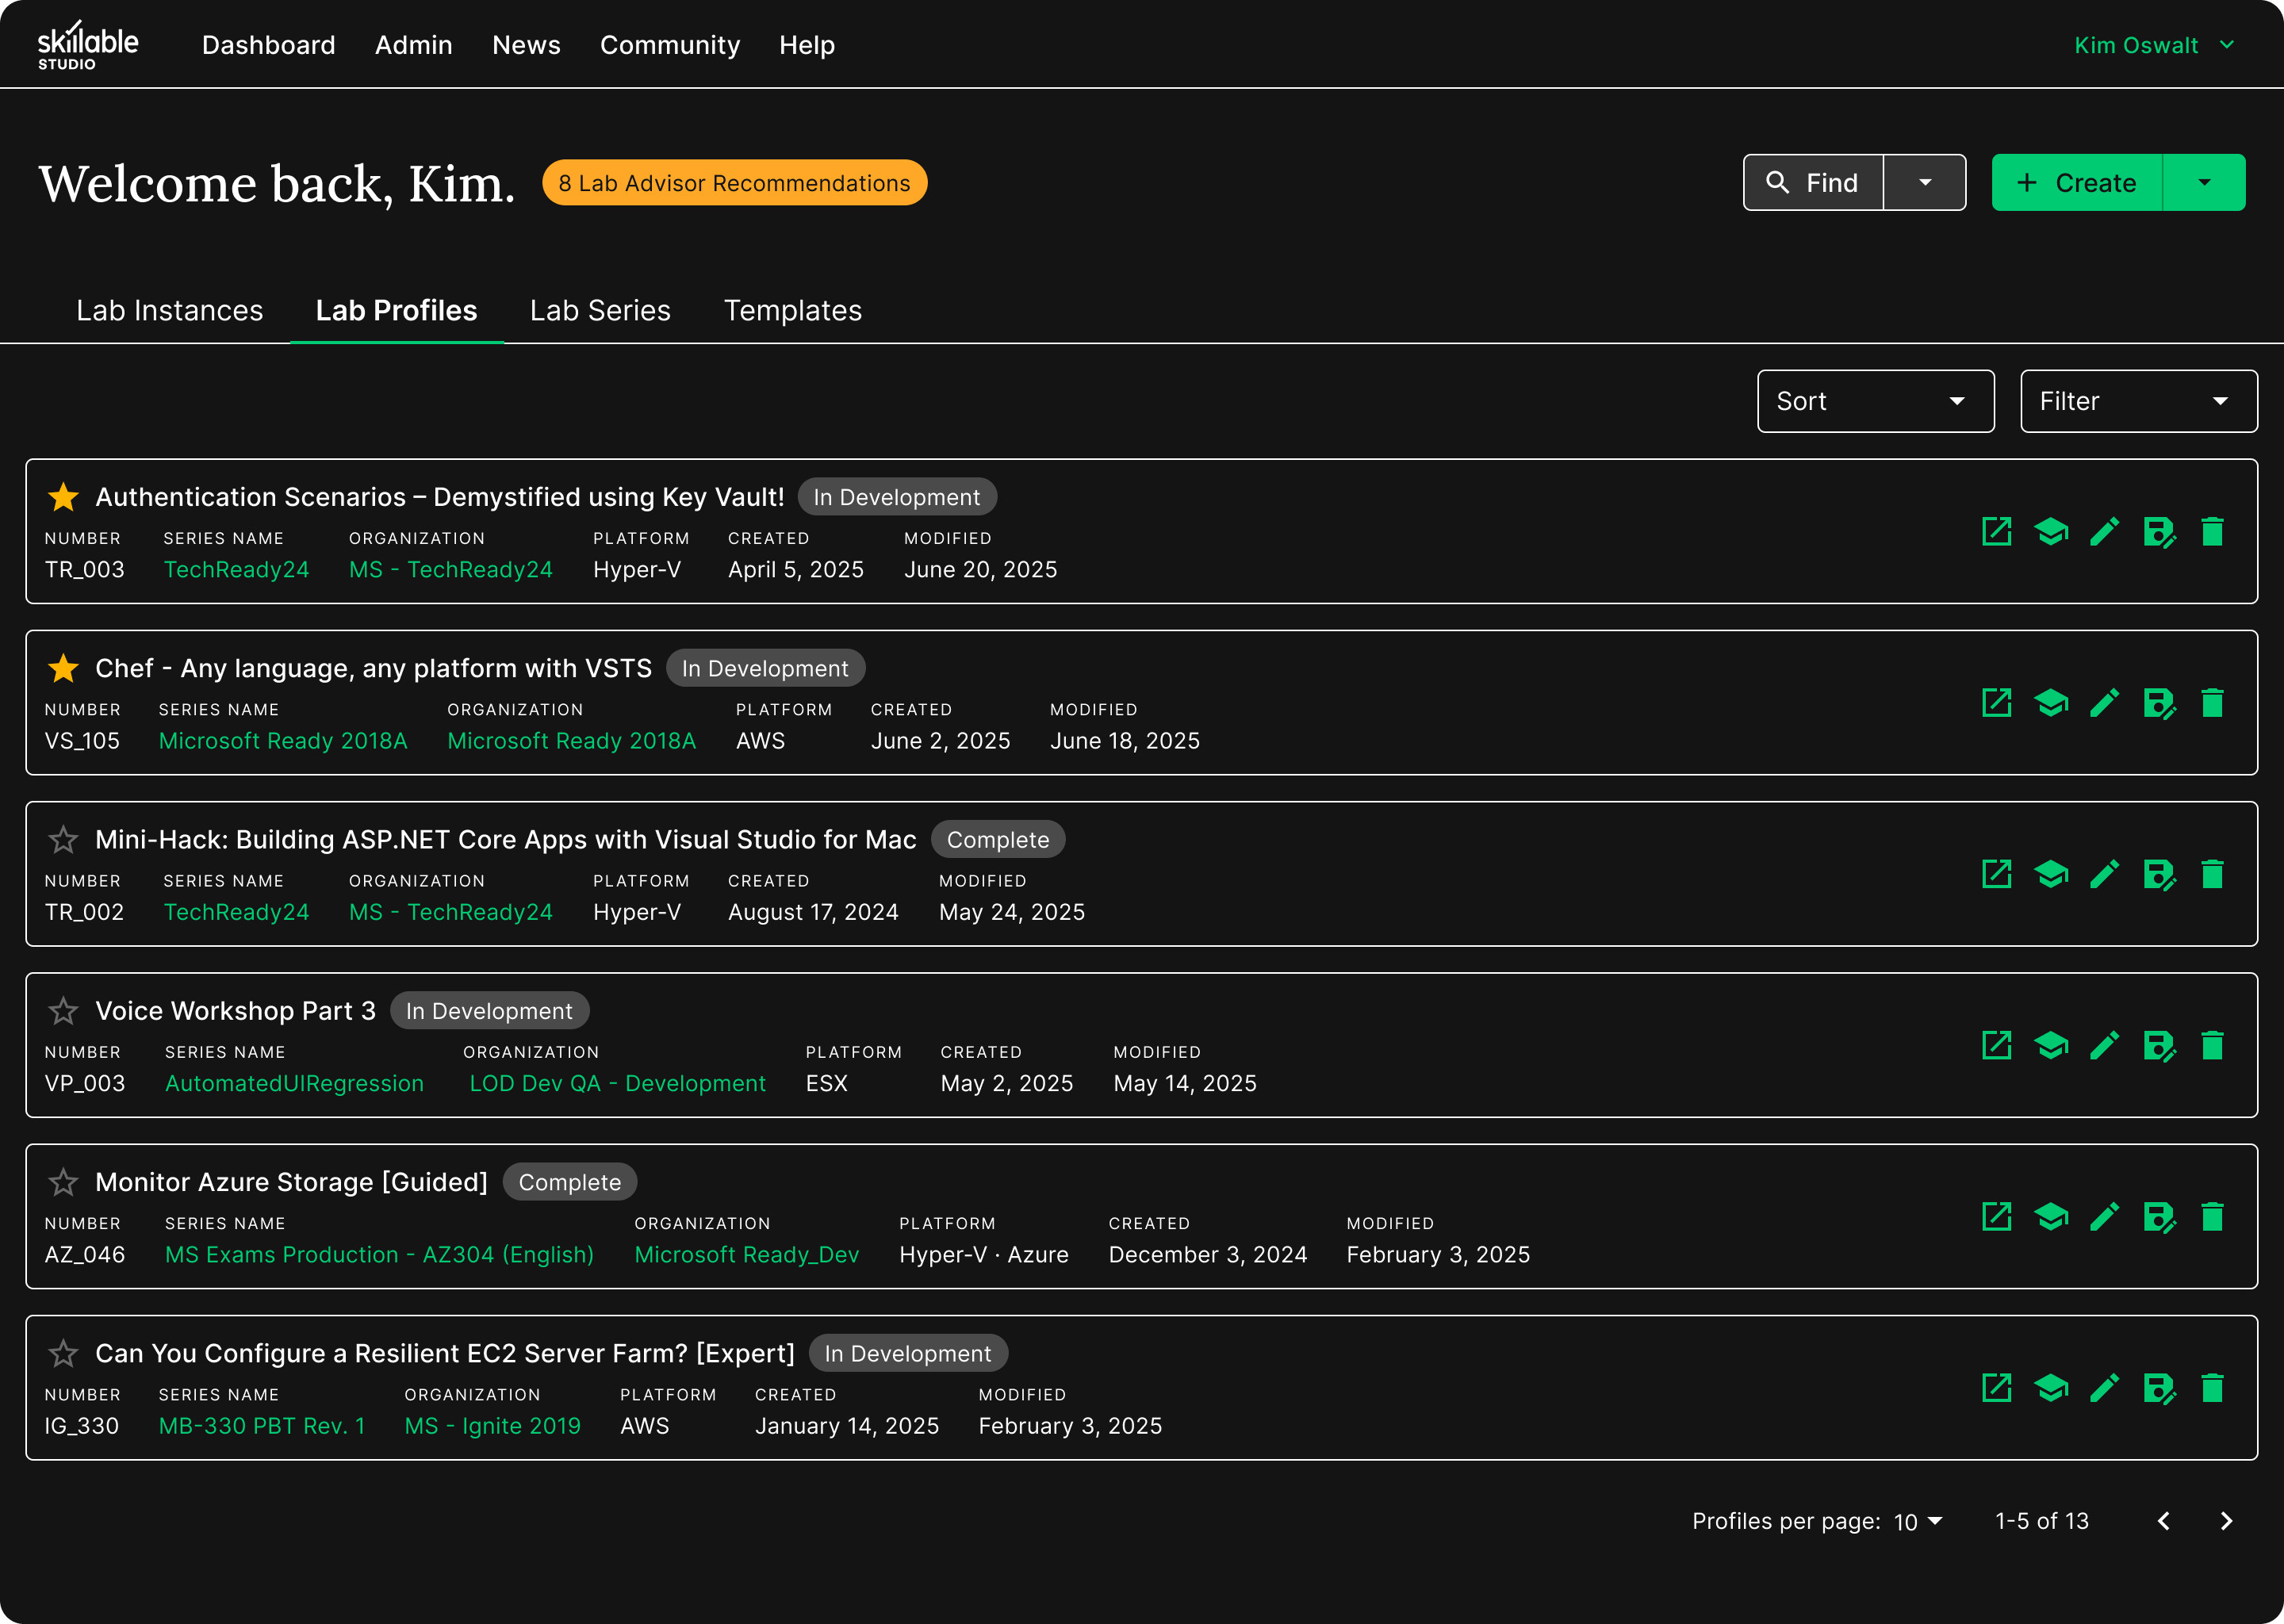 skillable
STUDIO
Dashboard Admin News Community Help
Kim Oswalt
Welcome back, Kim.
8 Lab Advisor Recommendations
Find
Create
Lab Instances Lab Profiles Lab Series Templates
Sort
Filter
Authentication Scenarios – Demystified using Key Vault! In Development
NUMBER SERIES NAME ORGANIZATION PLATFORM CREATED MODIFIED
TR_003 TechReady24 MS - TechReady24 Hyper-V April 5, 2025 June 20, 2025
Chef - Any language, any platform with VSTS In Development
NUMBER SERIES NAME ORGANIZATION PLATFORM CREATED MODIFIED
VS_105 Microsoft Ready 2018A Microsoft Ready 2018A AWS June 2, 2025 June 18, 2025
Mini-Hack: Building ASP.NET Core Apps with Visual Studio for Mac Complete
NUMBER SERIES NAME ORGANIZATION PLATFORM CREATED MODIFIED
TR_002 TechReady24 MS - TechReady24 Hyper-V August 17, 2024 May 24, 2025
Voice Workshop Part 3 In Development
NUMBER SERIES NAME ORGANIZATION PLATFORM CREATED MODIFIED
VP_003 AutomatedUIRegression LOD Dev QA - Development ESX May 2, 2025 May 14, 2025
Monitor Azure Storage [Guided] Complete
NUMBER SERIES NAME ORGANIZATION PLATFORM CREATED MODIFIED
AZ_046 MS Exams Production - AZ304 (English) Microsoft Ready_Dev Hyper-V · Azure December 3, 2024 February 3, 2025
Can You Configure a Resilient EC2 Server Farm? [Expert] In Development
NUMBER SERIES NAME ORGANIZATION PLATFORM CREATED MODIFIED
IG_330 MB-330 PBT Rev. 1 MS - Ignite 2019 AWS January 14, 2025 February 3, 2025
Profiles per page: 10 1-5 of 13